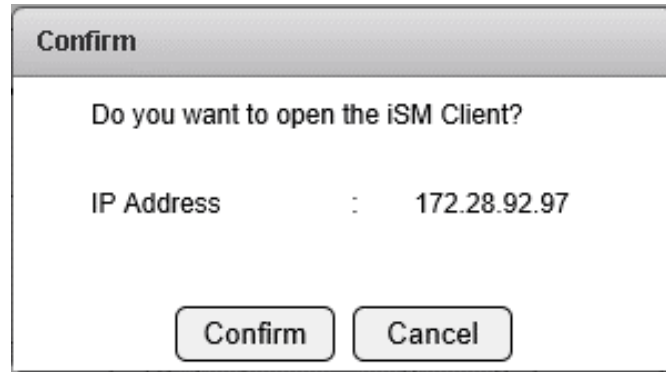 Confirm
Do you want to open the iSM Client?
IP Address : 172.28.92.97
Confirm Cancel